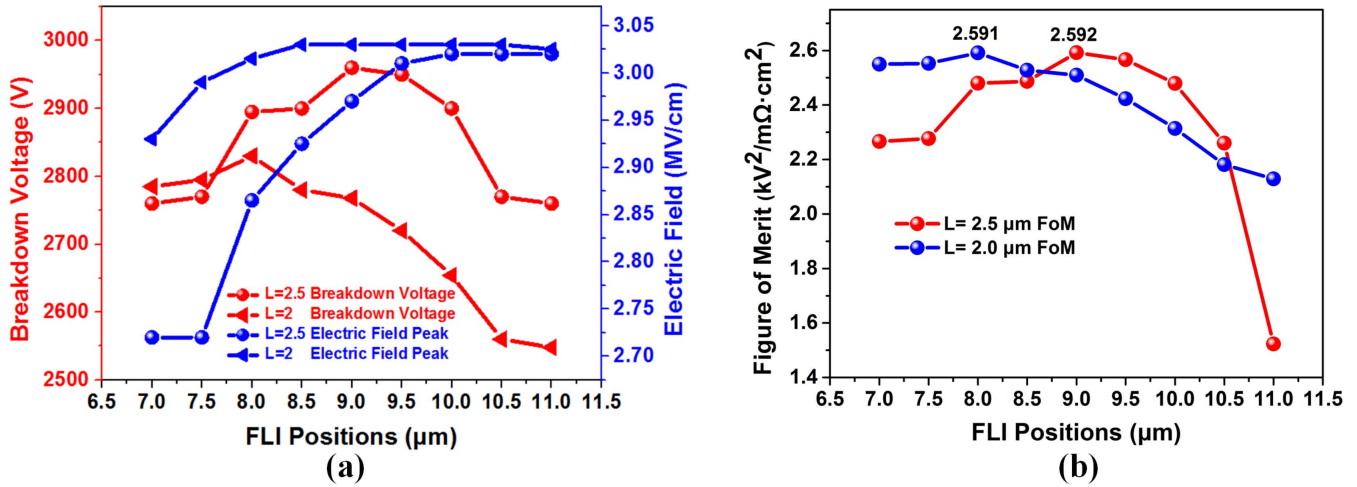 3000
2900
2800
2700
2600
2500
Breakdown Voltage (V)
3.05
3.00
2.95
2.90
2.85
2.80
2.75
2.70
Electric Field (MV/cm)
L=2.5 Breakdown Voltage
L=2 Breakdown Voltage
L=2.5 Electric Field Peak
L=2 Electric Field Peak
6.5 7.0 7.5 8.0 8.5 9.0 9.5 10.0 10.5 11.0 11.5
FLI Positions (μm)
(a)
2.8
2.6
2.4
2.2
2.0
1.8
1.6
1.4
Figure of Merit (kV²/mΩ·cm²)
2.591 2.592
L= 2.5 μm FoM
L= 2.0 μm FoM
6.5 7.0 7.5 8.0 8.5 9.0 9.5 10.0 10.5 11.0 11.5
FLI Positions (μm)
(b)